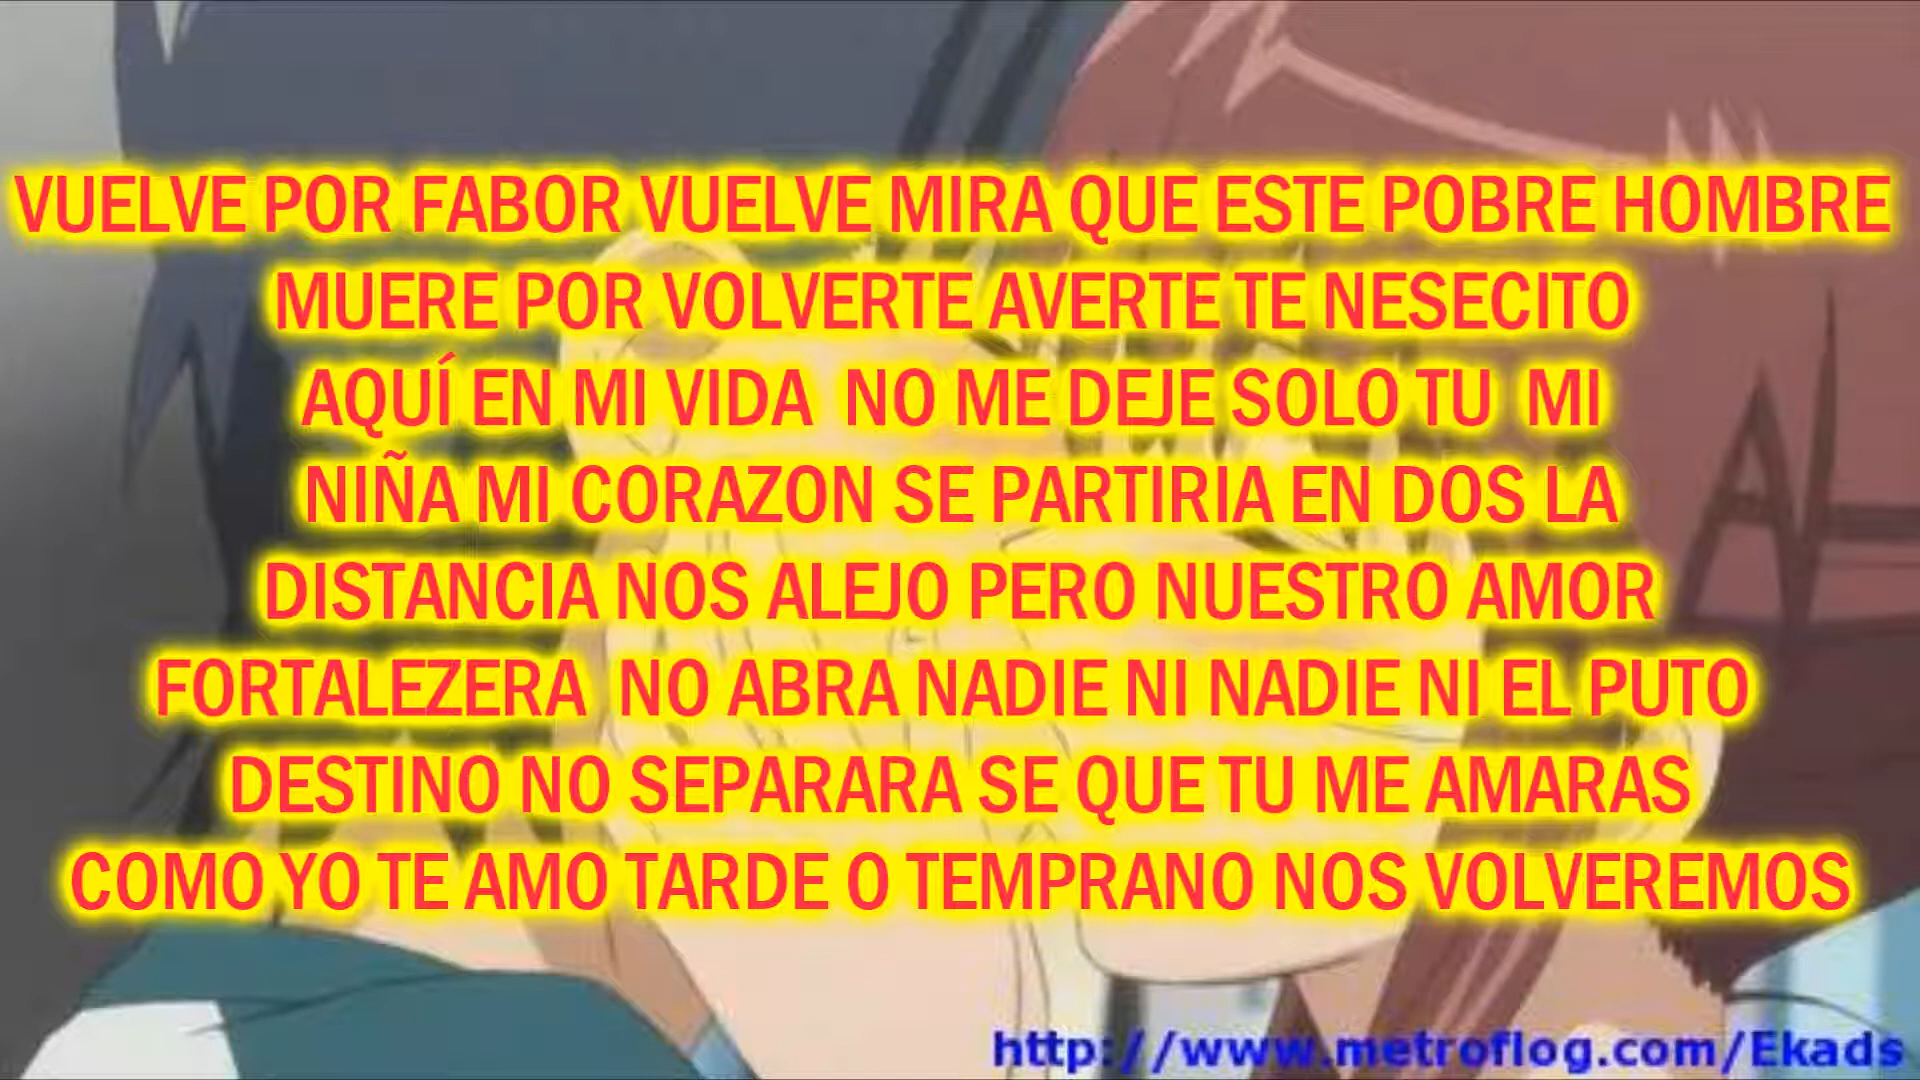 VUELVE POR FABOR VUELVE MIRA QUE ESTE POBRE HOMBRE
MUERE POR VOLVERTE AVERTE TE NESECITO
AQUÍ EN MI VIDA  NO ME DEJE SOLO TU  MI
NIÑA MI CORAZON SE PARTIRIA EN DOS LA
DISTANCIA NOS ALEJO PERO NUESTRO AMOR
FORTALEZERA  NO ABRA NADIE NI NADIE NI EL PUTO
DESTINO NO SEPARARA SE QUE TU ME AMARAS
COMO YO TE AMO TARDE O TEMPRANO NOS VOLVEREMOS
http://www.metroflog.com/Ekads